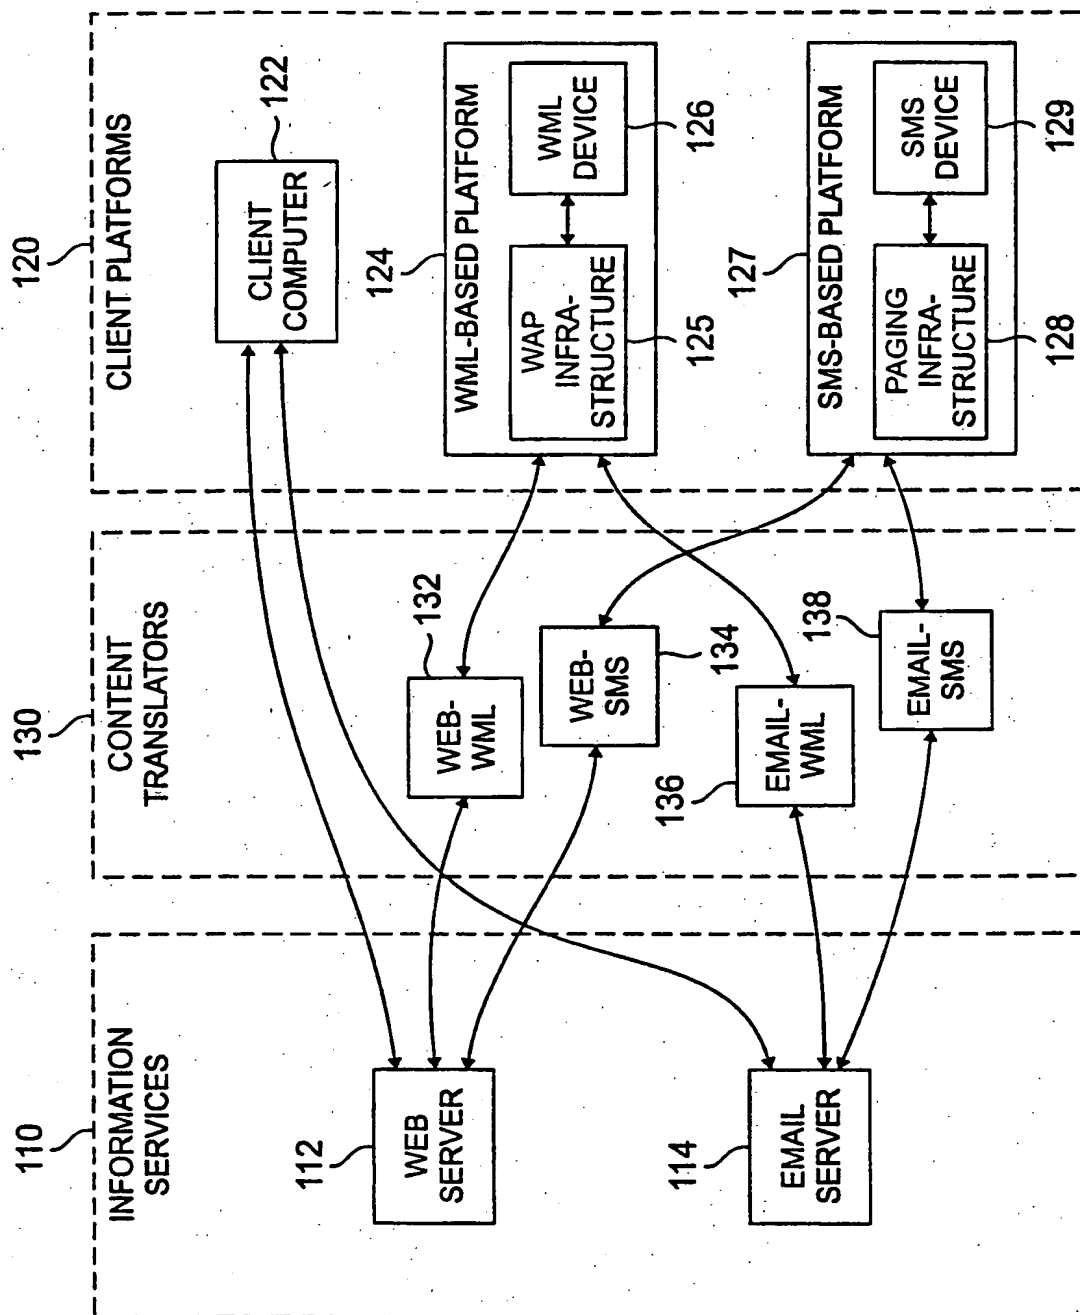 110
INFORMATION
SERVICES
112
WEB
SERVER
114
EMAIL
SERVER
130
CONTENT
TRANSLATORS
132
WEB-
WML
WEB-
SMS
134
136
EMAIL-
WML
138
EMAIL-
SMS
120
CLIENT PLATFORMS
122
CLIENT
COMPUTER
124
WML-BASED PLATFORM
WAP
INFRA-
STRUCTURE
125
WML
DEVICE
126
127
SMS-BASED PLATFORM
PAGING
INFRA-
STRUCTURE
128
SMS
DEVICE
129